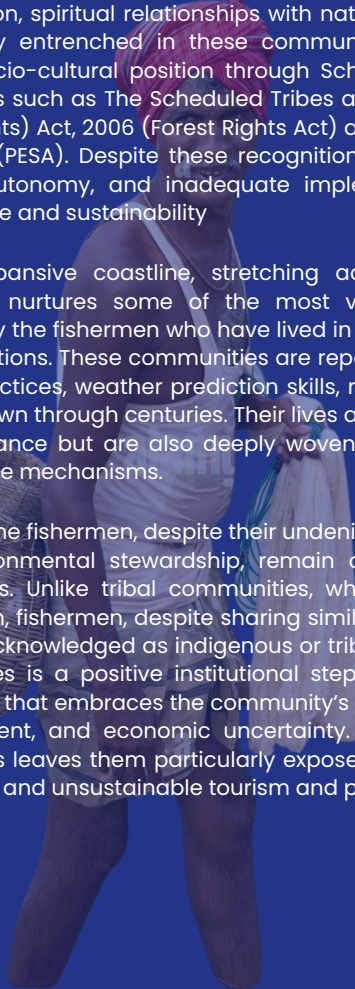 on, spiritual relationships with nat
y entrenched in these commun
cio-cultural position through Sch
s such as The Scheduled Tribes a
nts) Act, 2006 (Forest Rights Act) a
(PESA). Despite these recognition
utonomy, and inadequate imple
e and sustainability
pansive coastline, stretching ac
nurtures some of the most v
y the fishermen who have lived in
tions. These communities are repo
ctices, weather prediction skills, r
wn through centuries. Their lives a
ance but are also deeply woven
e mechanisms.
he fishermen, despite their undeni
onmental stewardship, remain o
s. Unlike tribal communities, wh
n, fishermen, despite sharing simil
cknowledged as indigenous or trib
es is a positive institutional step
that embraces the community's
ent, and economic uncertainty.
s leaves them particularly expose
and unsustainable tourism and p